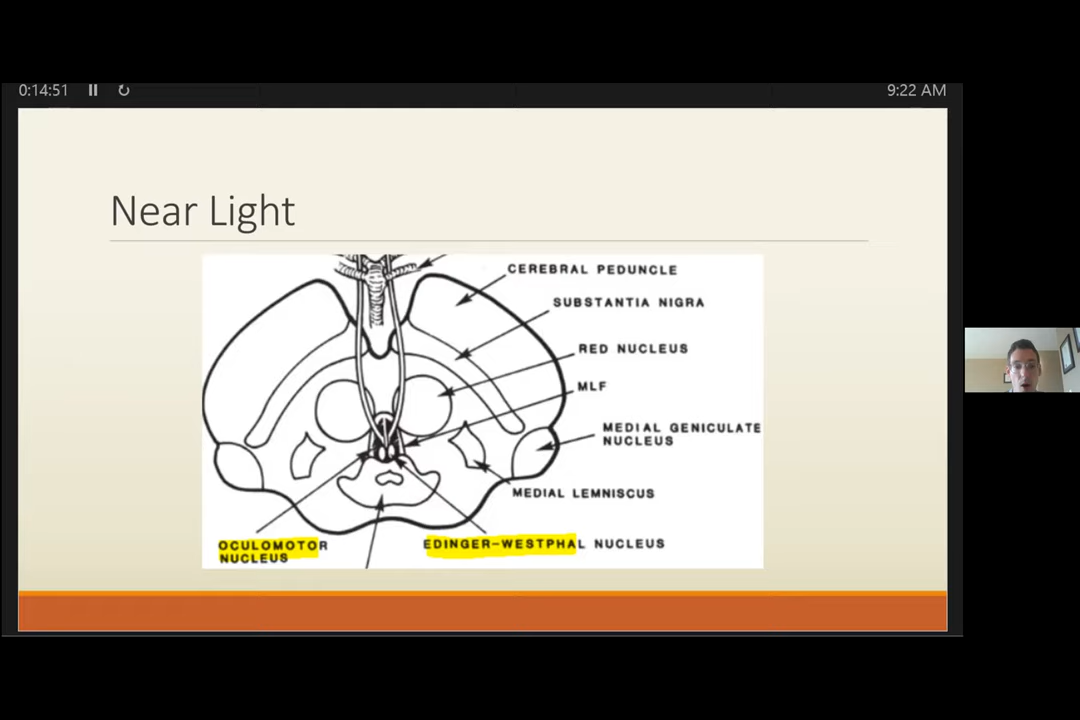 0:14:51
9:22 AM
Near Light
CEREBRAL PEDUNCLE
SUBSTANTIA NIGRA
RED NUCLEUS
MLF
MEDIAL GENICULATE
NUCLEUS
MEDIAL LEMNISCUS
OCULOMOTOR
NUCLEUS
EDINGER-WESTPHAL NUCLEUS